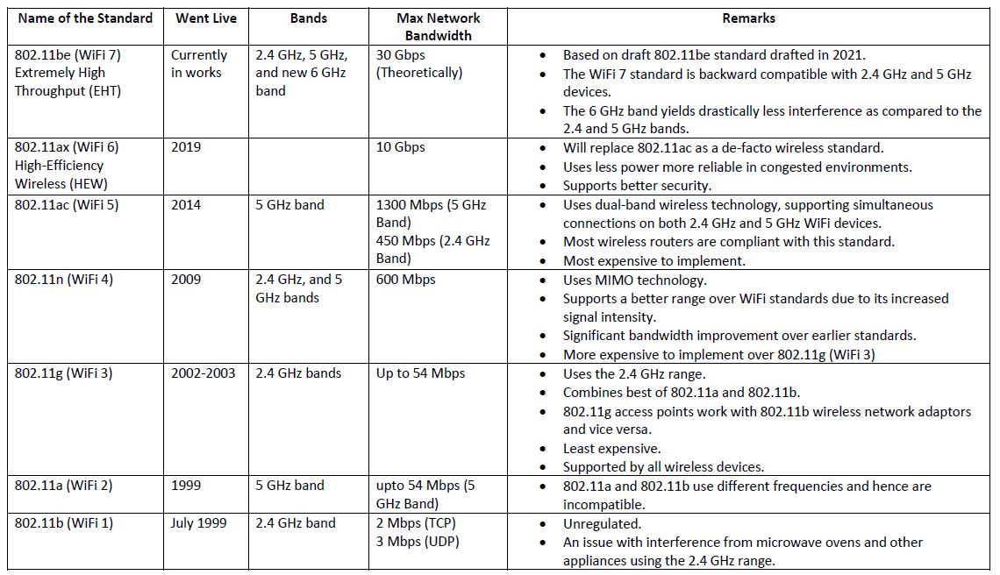 Name of the Standard
Went Live
Bands
Max Network
Bandwidth
Remarks
802.11be (WiFi 7)
Extremely High
Throughput (EHT)
Currently
in works
2.4 GHz, 5 GHz,
and new 6 GHz
band
30 Gbps
(Theoretically)
• Based on draft 802.11be standard drafted in 2021.
• The WiFi 7 standard is backward compatible with 2.4 GHz and 5 GHz
devices.
• The 6 GHz band yields drastically less interference as compared to the
2.4 and 5 GHz bands.
802.11ax (WiFi 6)
High-Efficiency
Wireless (HEW)
2019
10 Gbps
• Will replace 802.11ac as a de-facto wireless standard.
• Uses less power more reliable in congested environments.
• Supports better security.
802.11ac (WiFi 5)
2014
5 GHz band
1300 Mbps (5 GHz
Band)
450 Mbps (2.4 GHz
Band)
• Uses dual-band wireless technology, supporting simultaneous
connections on both 2.4 GHz and 5 GHz WiFi devices.
• Most wireless routers are compliant with this standard.
• Most expensive to implement.
802.11n (WiFi 4)
2009
2.4 GHz, and 5
GHz bands
600 Mbps
• Uses MIMO technology.
• Supports a better range over WiFi standards due to its increased
signal intensity.
• Significant bandwidth improvement over earlier standards.
• More expensive to implement over 802.11g (WiFi 3)
802.11g (WiFi 3)
2002-2003
2.4 GHz bands
Up to 54 Mbps
• Uses the 2.4 GHz range.
• Combines best of 802.11a and 802.11b.
• 802.11g access points work with 802.11b wireless network adaptors
and vice versa.
• Least expensive.
• Supported by all wireless devices.
802.11a (WiFi 2)
1999
5 GHz band
upto 54 Mbps (5
GHz Band)
• 802.11a and 802.11b use different frequencies and hence are
incompatible.
802.11b (WiFi 1)
July 1999
2.4 GHz band
2 Mbps (TCP)
3 Mbps (UDP)
• Unregulated.
• An issue with interference from microwave ovens and other
appliances using the 2.4 GHz range.